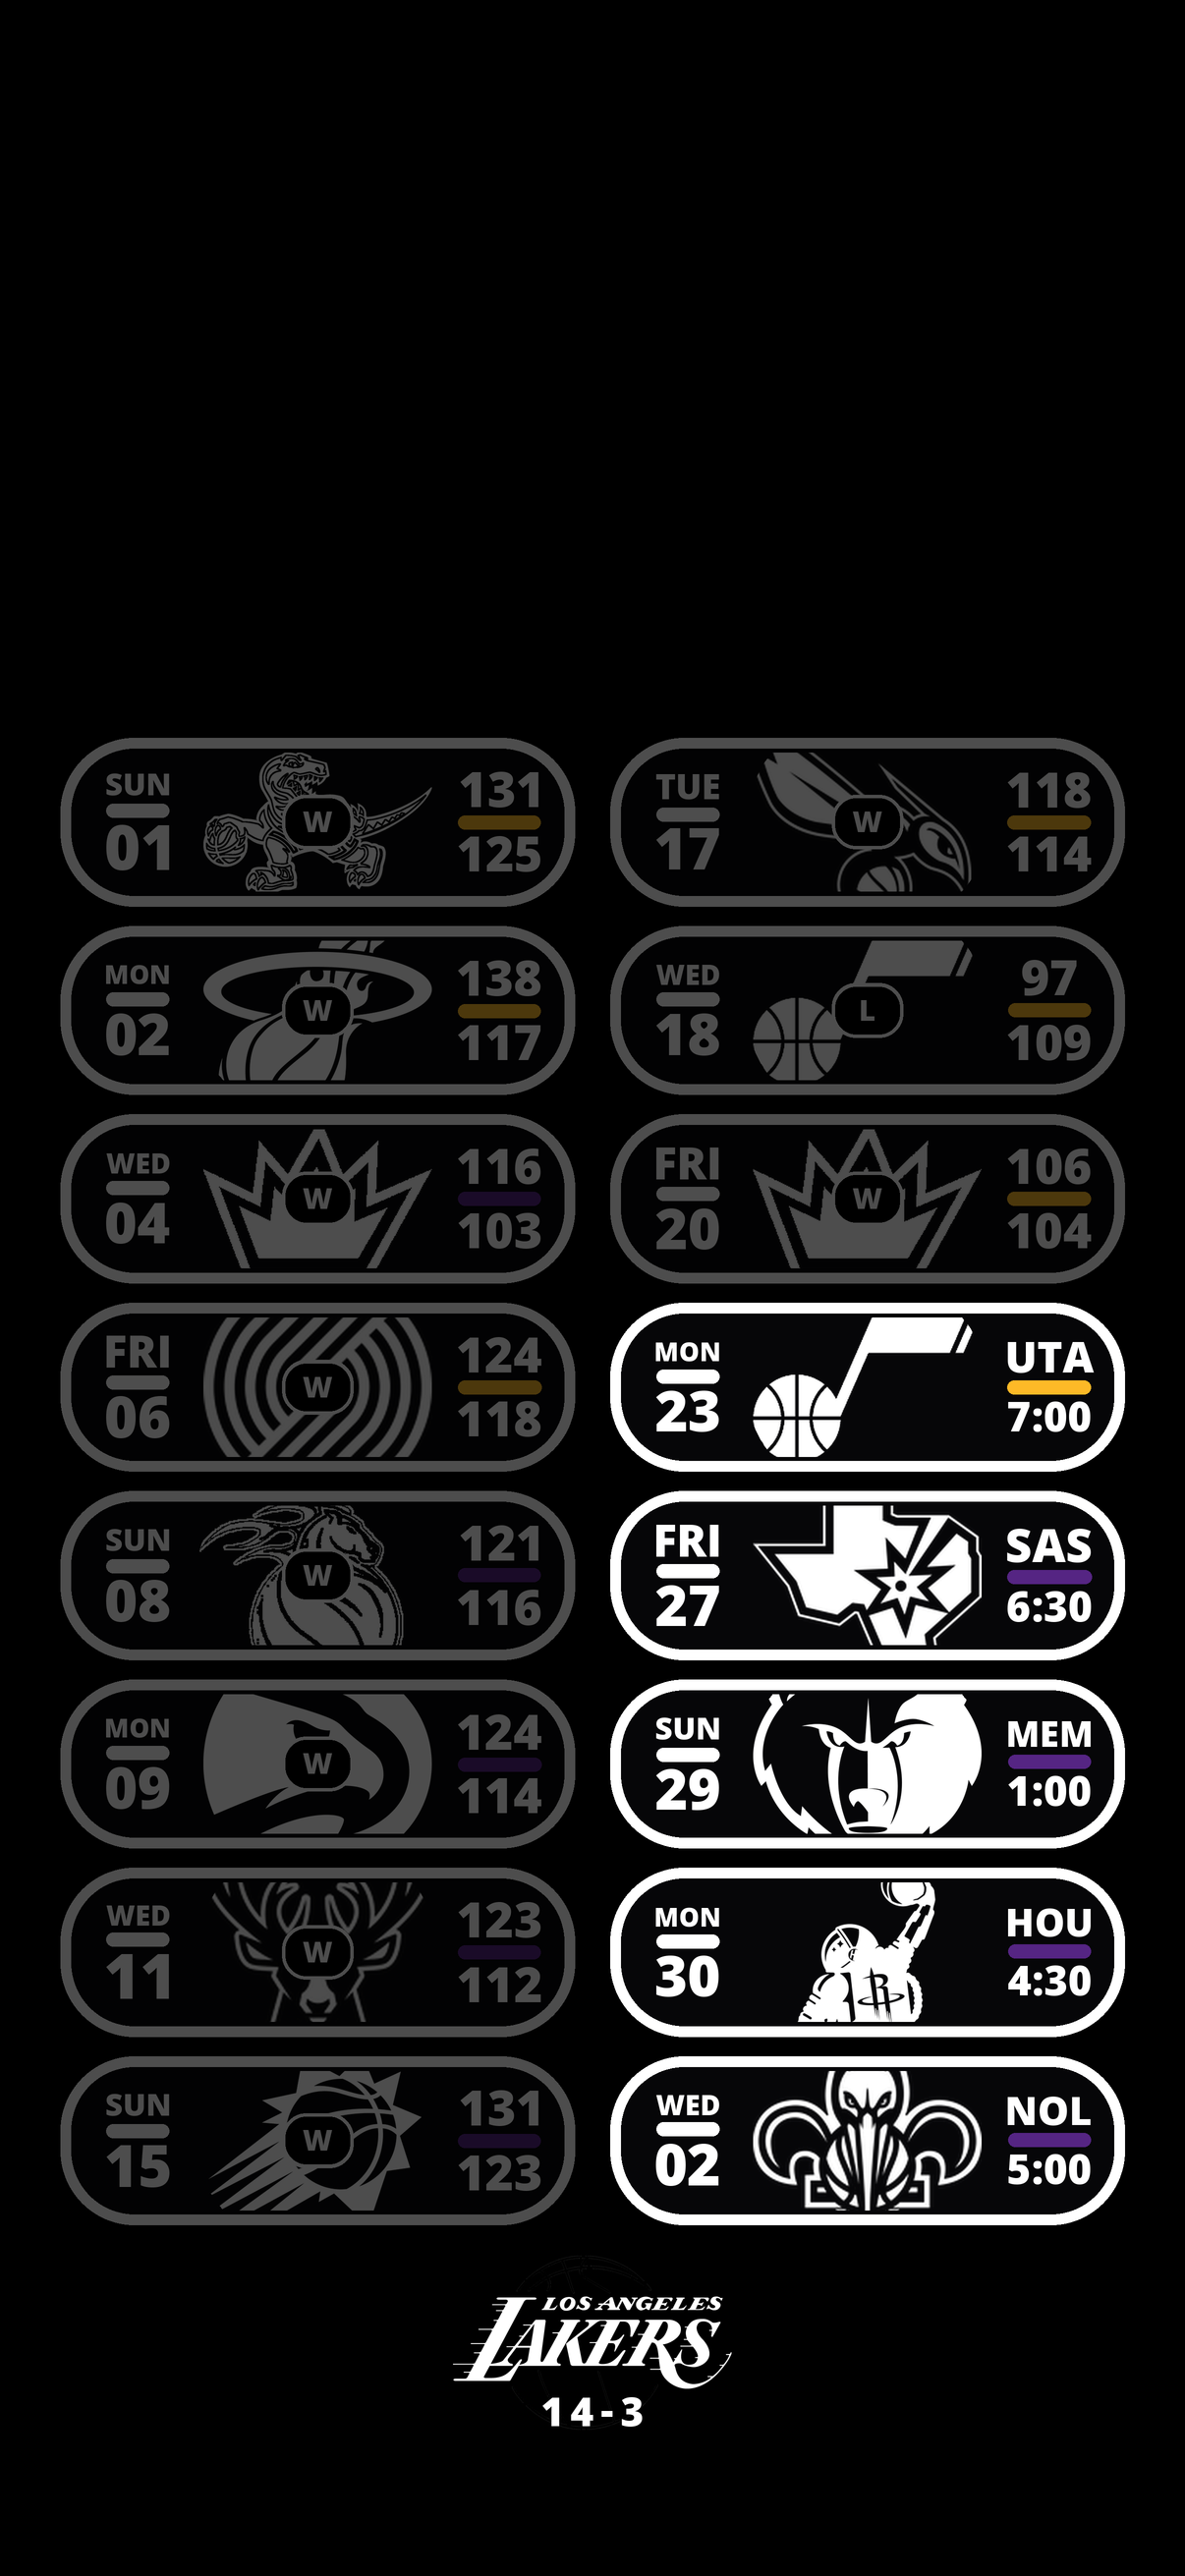 SUN
01
W
131
125
MON
02
W
138
117
WED
04
W
116
103
FRI
06
W
124
118
SUN
08
W
121
116
MON
09
W
124
114
WED
11
W
123
112
SUN
15
W
131
123
TUE
17
W
118
114
WED
18
L
97
109
FRI
20
W
106
104
MON
23
UTA
7:00
FRI
27
SAS
6:30
SUN
29
MEM
1:00
MON
30
R
HOU
4:30
WED
02
NOL
5:00
LOS ANGELES
LAKERS
14-3